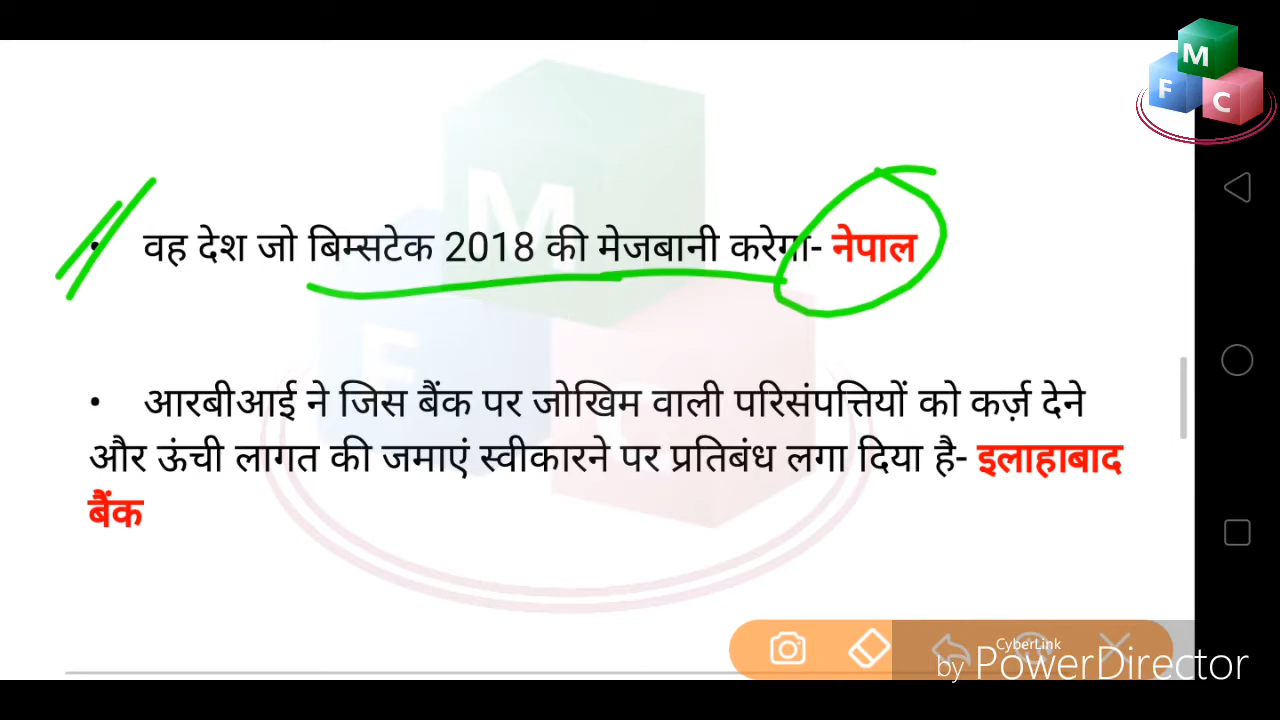 M
F
C
वह देश जो बिम्सटेक 2018 की मेजबानी करेगा- नेपाल
M
F
C
• आरबीआई ने जिस बैंक पर जोखिम वाली परिसंपत्तियों को कर्ज़ देने
और ऊंची लागत की जमाएं स्वीकारने पर प्रतिबंध लगा दिया है- इलाहाबाद
बैंक
CyberLink
by PowerDirector